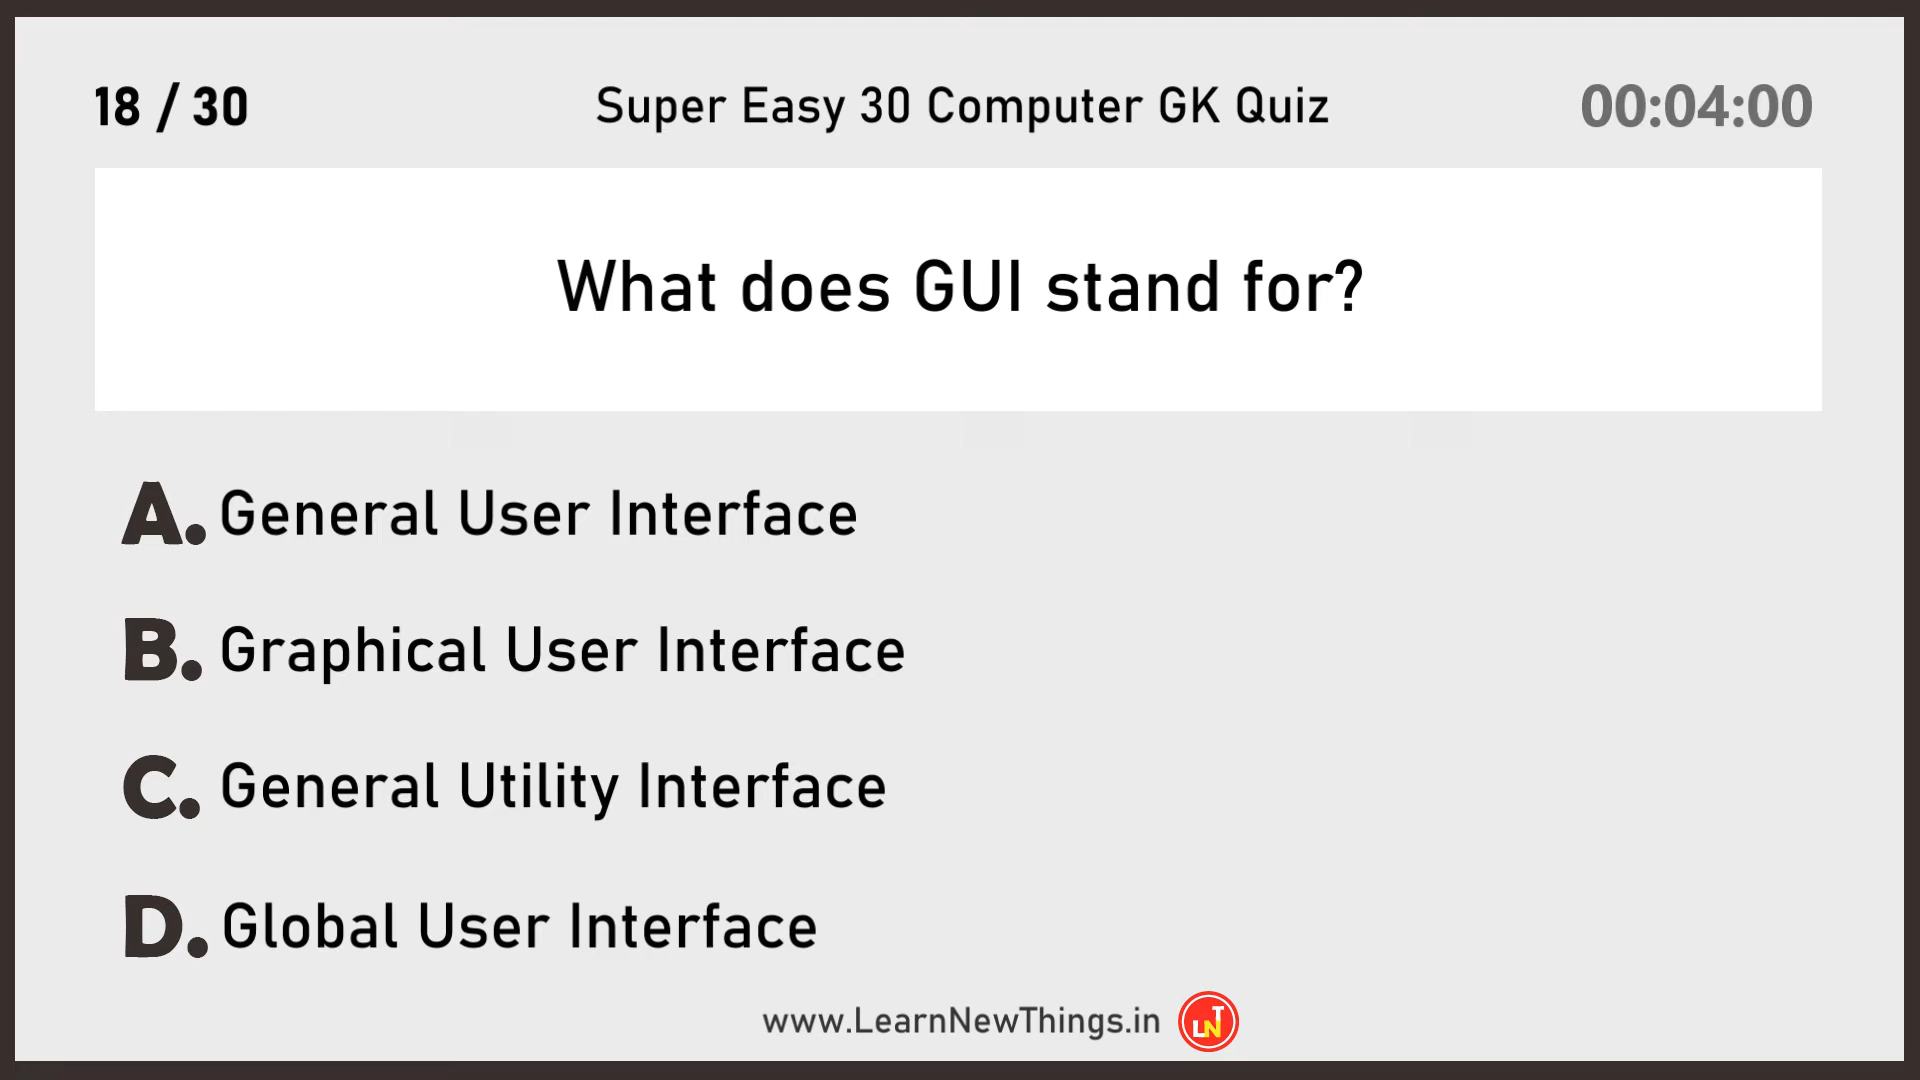 18 / 30
Super Easy 30 Computer GK Quiz
00:04:00
What does GUI stand for?
A. General User Interface
B. Graphical User Interface
C. General Utility Interface
D. Global User Interface
www.LearnNewThings.in
LNT